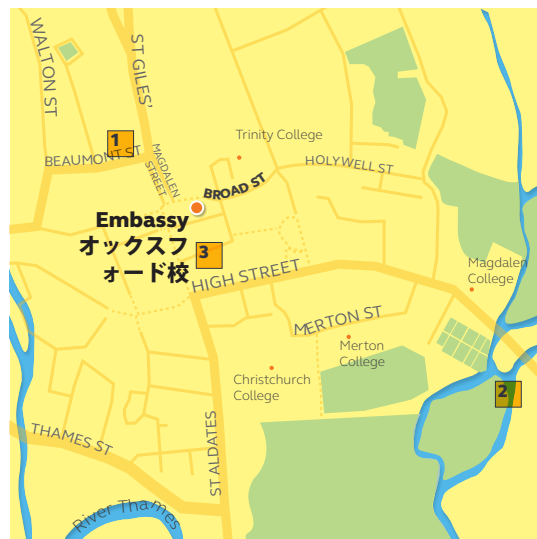 WALTON ST
ST GILES'
1
BEAUMONT ST
MAGDALEN
STREET
Trinity College
HOLYWELL ST
BROAD ST
Embassy
オックスフ
ォード校
3
HIGH STREET
Magdalen
College
MERTON ST
Merton
College
Christchurch
College
2
THAMES ST
ST ALDATES
River Thames